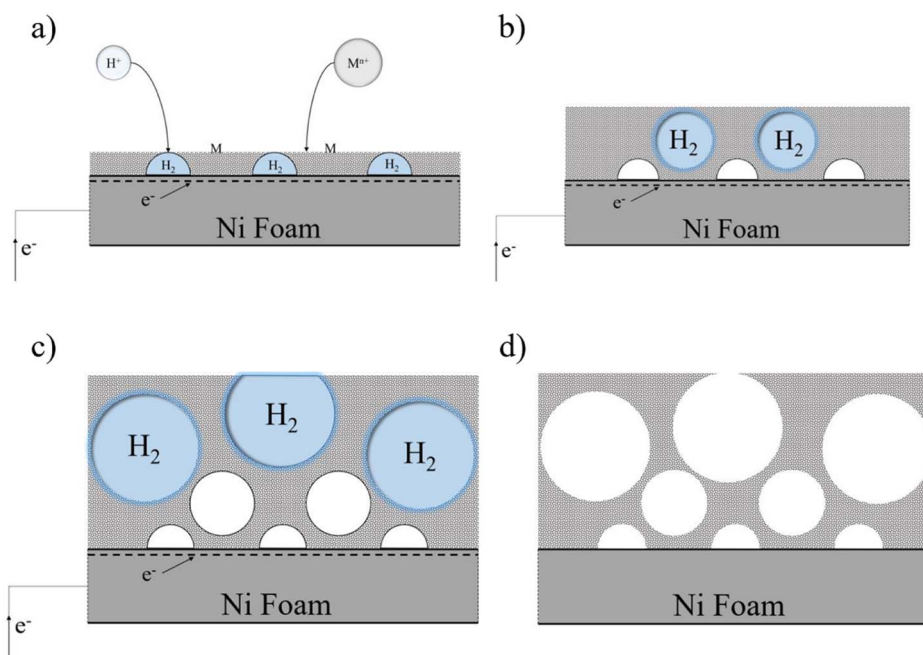 a)
H⁺
Mⁿ⁺
M
M
H₂
H₂
H₂
e⁻
Ni Foam
e⁻
b)
H₂
H₂
e⁻
Ni Foam
e⁻
c)
H₂
H₂
H₂
e⁻
Ni Foam
e⁻
d)
Ni Foam